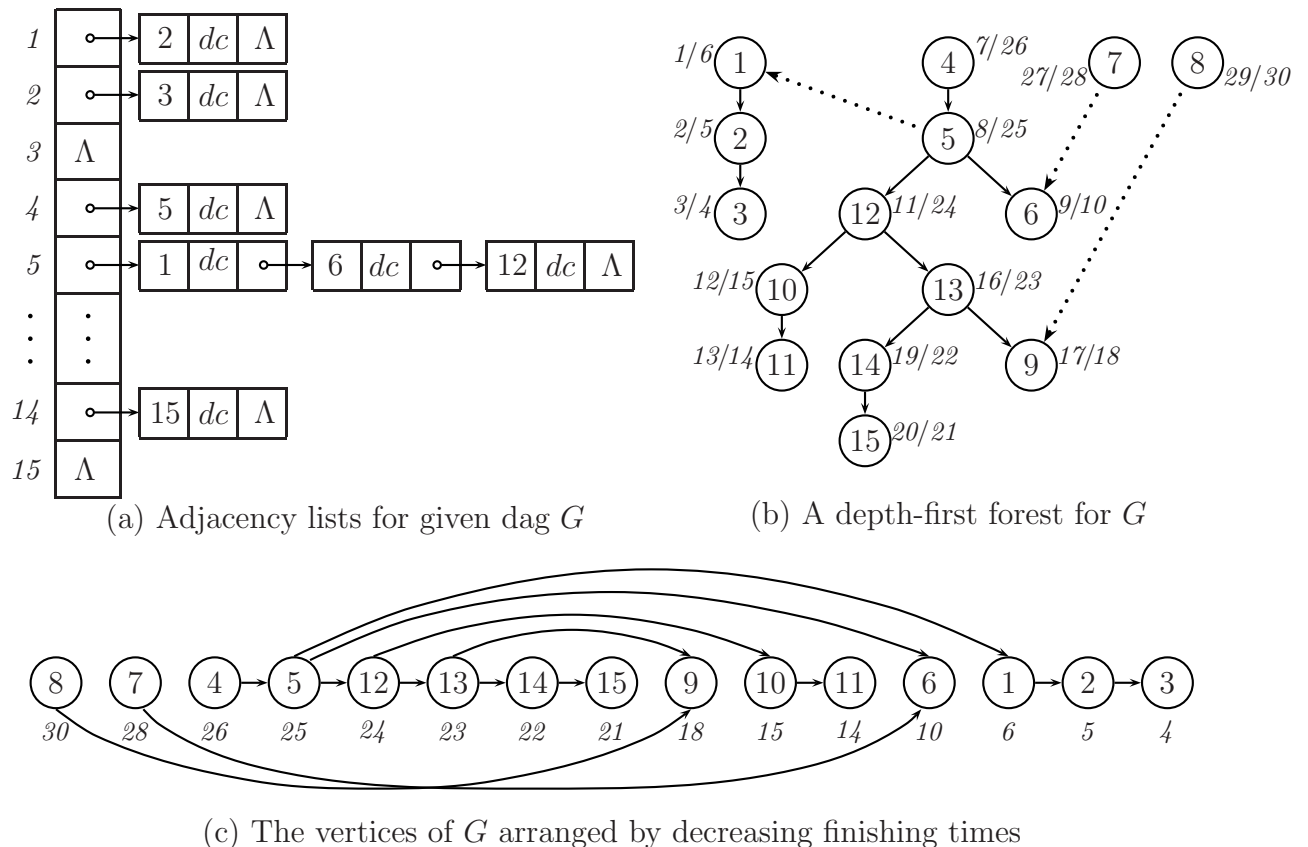 1 2 dc Λ
2 3 dc Λ
3 Λ
4 5 dc Λ
5 1 dc 6 dc 12 dc Λ
14 15 dc Λ
15 Λ
(a) Adjacency lists for given dag G
1/6 1 4 7/26 7 27/28 8 29/30
2/5 2 5 8/25
3/4 3 12 11/24 6 9/10
12/15 10 13 16/23
13/14 11 14 19/22 9 17/18
15 20/21
(b) A depth-first forest for G
8 7 4 5 12 13 14 15 9 10 11 6 1 2 3
30 28 26 25 24 23 22 21 18 15 14 10 6 5 4
(c) The vertices of G arranged by decreasing finishing times